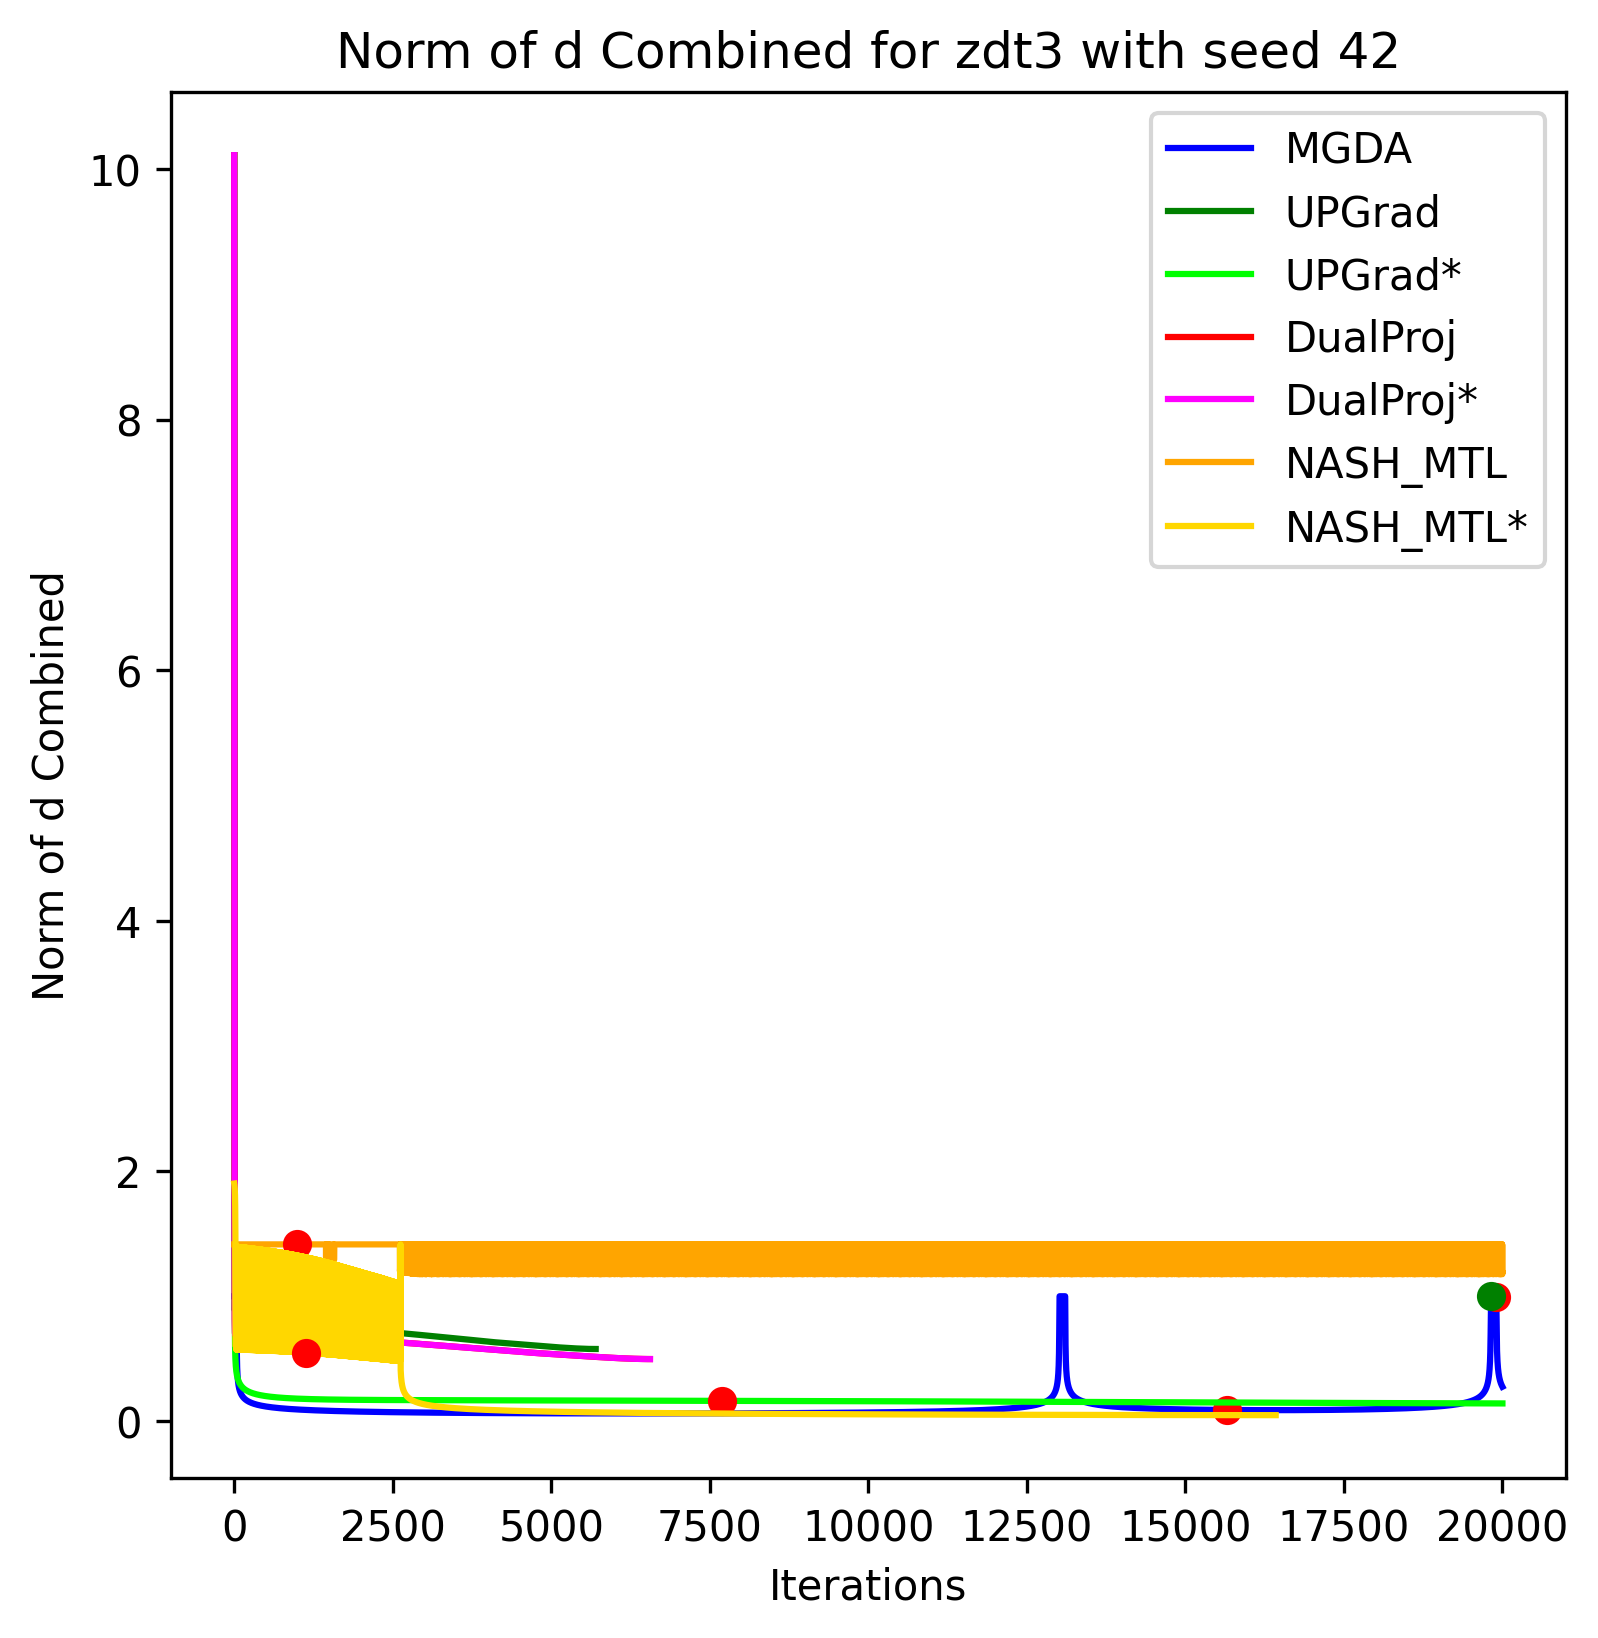 Norm of d Combined for zdt3 with seed 42
10
8
6
4
2
0
Norm of d Combined
MGDA
UPGrad
UPGrad*
DualProj
DualProj*
NASH_MTL
NASH_MTL*
0 2500 5000 7500 10000 12500 15000 17500 20000
Iterations